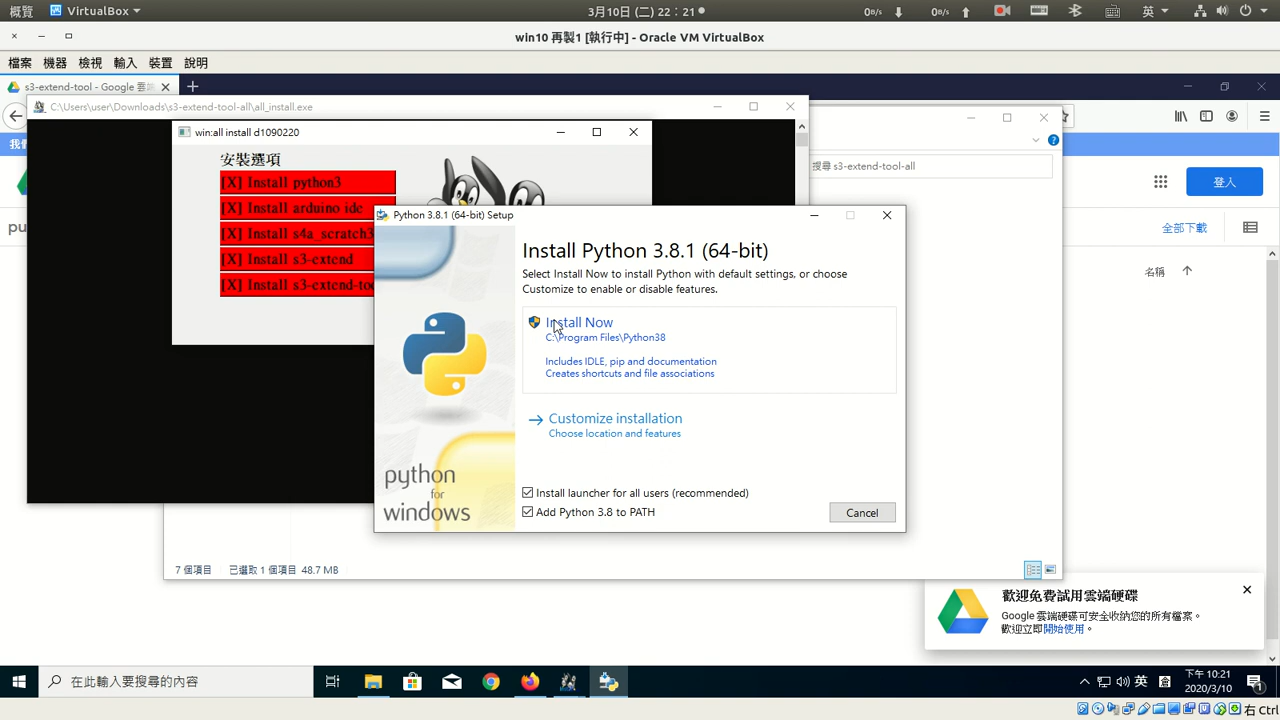 概覽 VirtualBox 3月10日 (二) 22：21 0B/s 0B/s 英
win10 再製1 [執行中] - Oracle VM VirtualBox
檔案 機器 檢視 輸入 裝置 說明
s3-extend-tool - Google 雲端
C:\Users\user\Downloads\s3-extend-tool-all\all_install.exe
win:all install d1090220
安裝選項
[X] Install python3
[X] Install arduino ide
[X] Install s4a_scratch3
[X] Install s3-extend
[X] Install s3-extend-too
搜尋 s3-extend-tool-all
登入
全部下載
名稱
Python 3.8.1 (64-bit) Setup
Install Python 3.8.1 (64-bit)
Select Install Now to install Python with default settings, or choose
Customize to enable or disable features.
Install Now
C:\Program Files\Python38
Includes IDLE, pip and documentation
Creates shortcuts and file associations
Customize installation
Choose location and features
python
for
windows
Install launcher for all users (recommended)
Add Python 3.8 to PATH
Cancel
7 個項目 已選取 1 個項目 48.7 MB
歡迎免費試用雲端硬碟
Google 雲端硬碟可安全收納您的所有檔案。
歡迎立即開始使用。
在此輸入要搜尋的內容
英
下午 10:21
2020/3/10
1
右 Ctrl